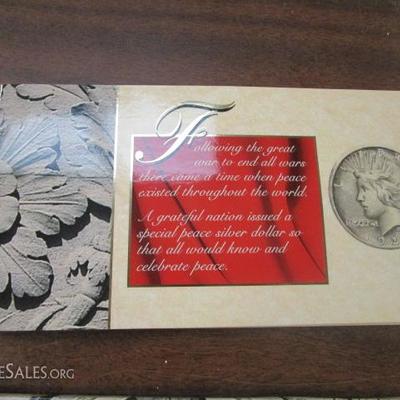 Following the great
war to end all wars
there came a time when peace
existed throughout the world.
A grateful nation issued a
special peace silver dollar so
that all would know and
celebrate peace.
ESALES.ORG